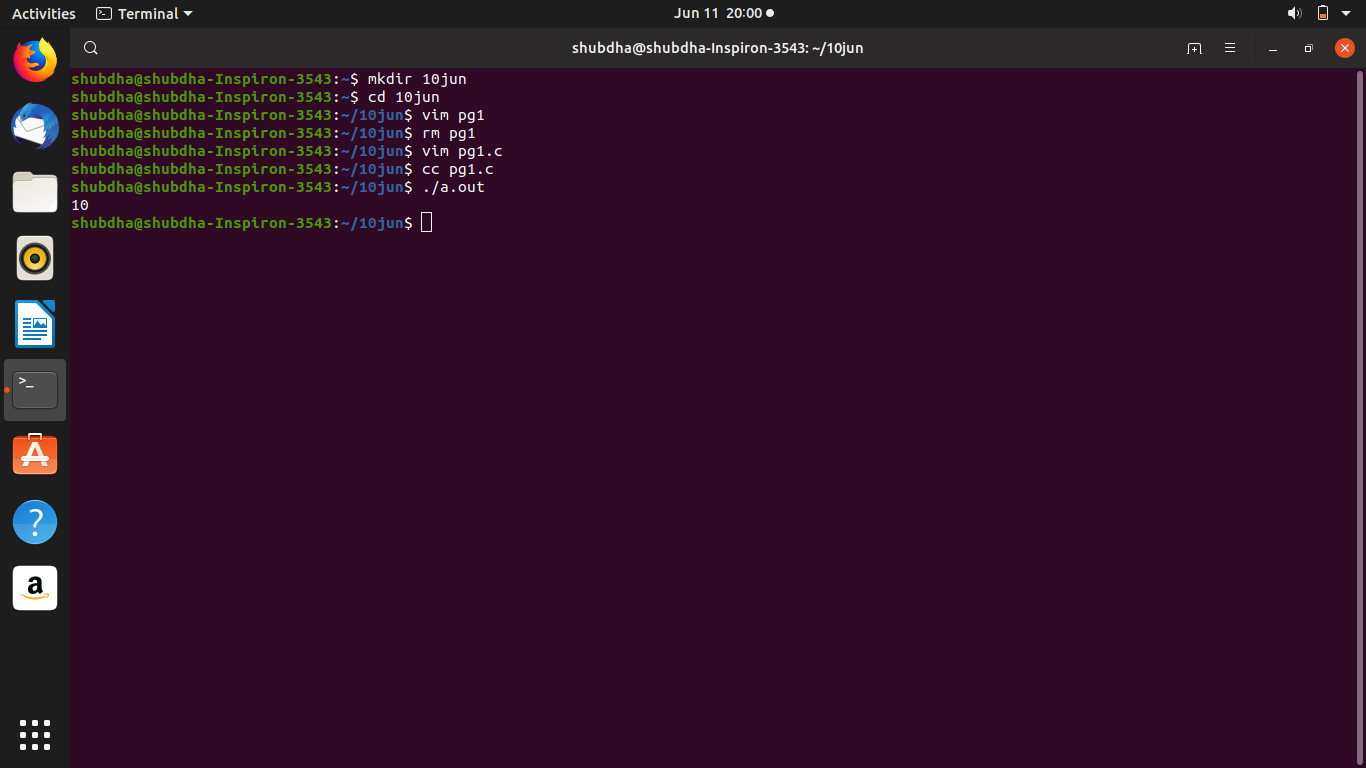 Activities Terminal Jun 11 20:00
shubdha@shubdha-Inspiron-3543: ~/10jun
shubdha@shubdha-Inspiron-3543:~$ mkdir 10jun
shubdha@shubdha-Inspiron-3543:~$ cd 10jun
shubdha@shubdha-Inspiron-3543:~/10jun$ vim pg1
shubdha@shubdha-Inspiron-3543:~/10jun$ rm pg1
shubdha@shubdha-Inspiron-3543:~/10jun$ vim pg1.c
shubdha@shubdha-Inspiron-3543:~/10jun$ cc pg1.c
shubdha@shubdha-Inspiron-3543:~/10jun$ ./a.out
10
shubdha@shubdha-Inspiron-3543:~/10jun$
>_
A
?
a